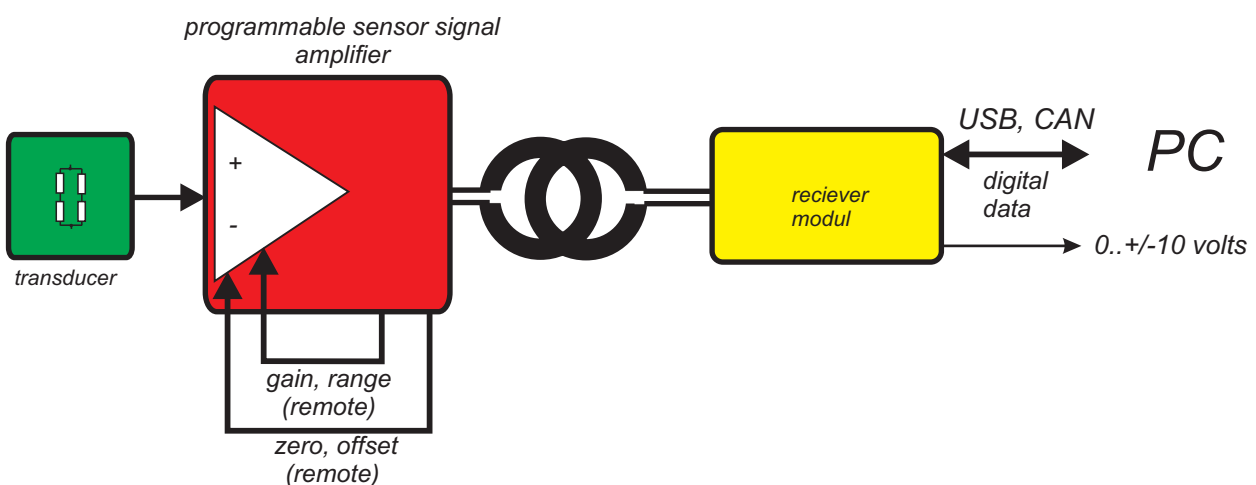 programmable sensor signal
amplifier
+
-
transducer
gain, range
(remote)
zero, offset
(remote)
reciever
modul
USB, CAN
digital
data
PC
0..+/-10 volts